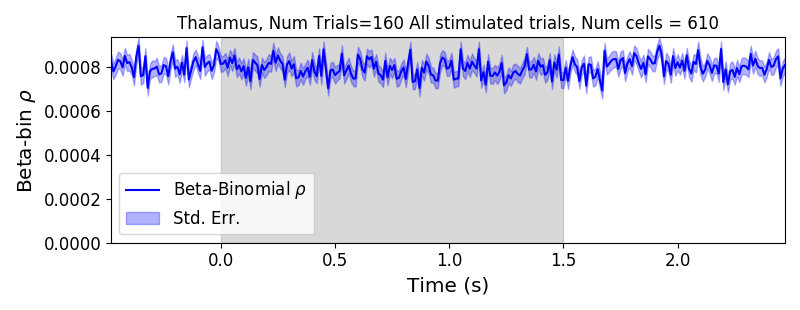 Thalamus, Num Trials=160 All stimulated trials, Num cells = 610
Beta-bin ρ
0.0008
0.0006
0.0004
0.0002
0.0000
Beta-Binomial ρ
Std. Err.
0.0 0.5 1.0 1.5 2.0
Time (s)